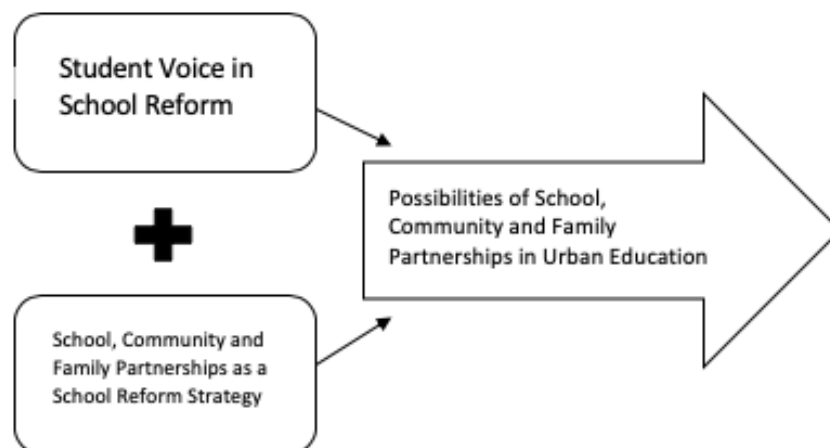 Student Voice in
School Reform
School, Community and
Family Partnerships as a
School Reform Strategy
Possibilities of School,
Community and Family
Partnerships in Urban Education